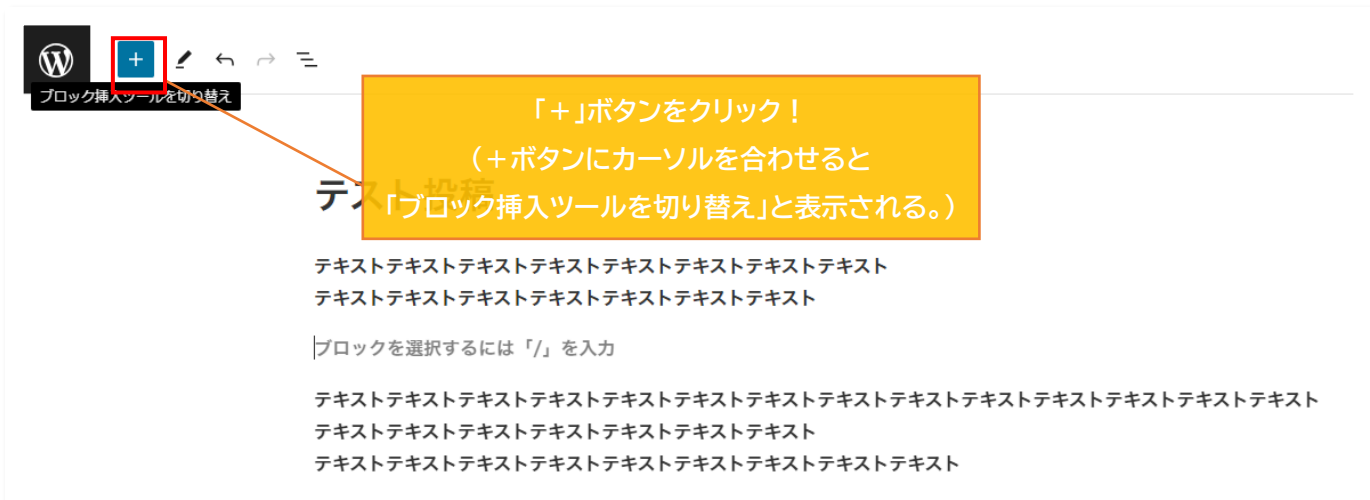 ブロック挿入ツールを切り替え
「+」ボタンをクリック!
(+ボタンにカーソルを合わせると
「ブロック挿入ツールを切り替え」と表示される。)
テスト投稿
テキストテキストテキストテキストテキストテキストテキストテキスト
テキストテキストテキストテキストテキストテキストテキスト
ブロックを選択するには「/」を入力
テキストテキストテキストテキストテキストテキストテキストテキストテキストテキストテキストテキストテキストテキスト
テキストテキストテキストテキストテキストテキストテキスト
テキストテキストテキストテキストテキストテキストテキストテキストテキスト